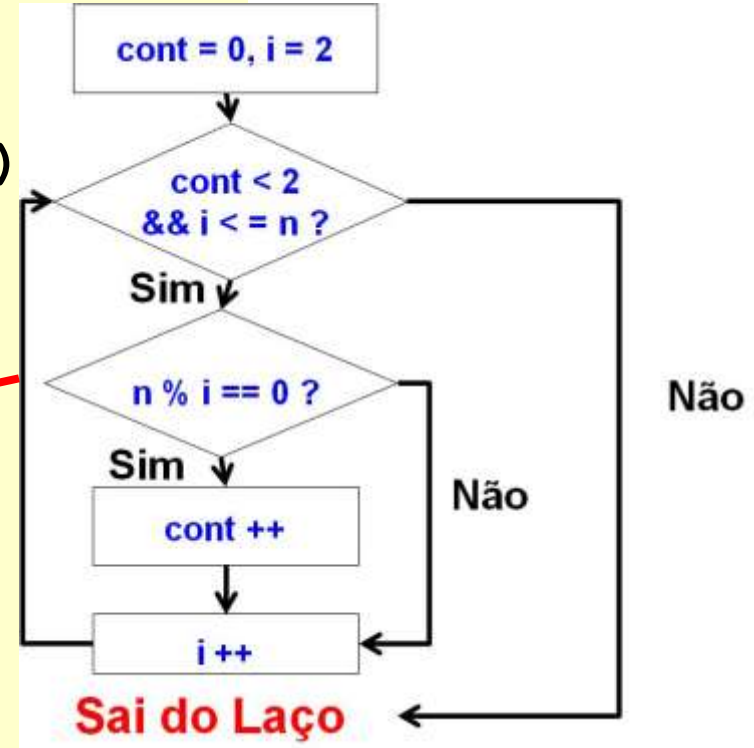 cont = 0, i = 2
)
cont < 2
&& i < = n ?
Sim
n % i == 0 ?
Não
Sim
Não
cont ++
i ++
Sai do Laço